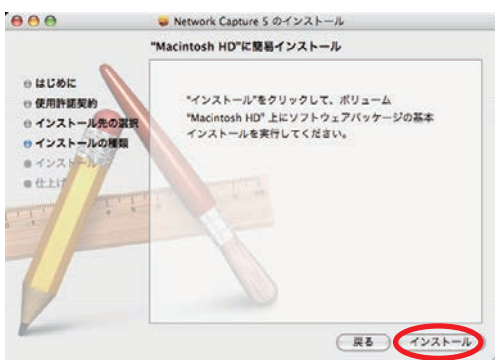 Network Capture 5 のインストール
"Macintosh HD"に簡易インストール
はじめに
使用許諾契約
インストール先の選択
インストールの種類
インストール
仕上げ
"インストール"をクリックして、ボリューム
"Macintosh HD" 上にソフトウェアパッケージの基本
インストールを実行してください。
戻る
インストール